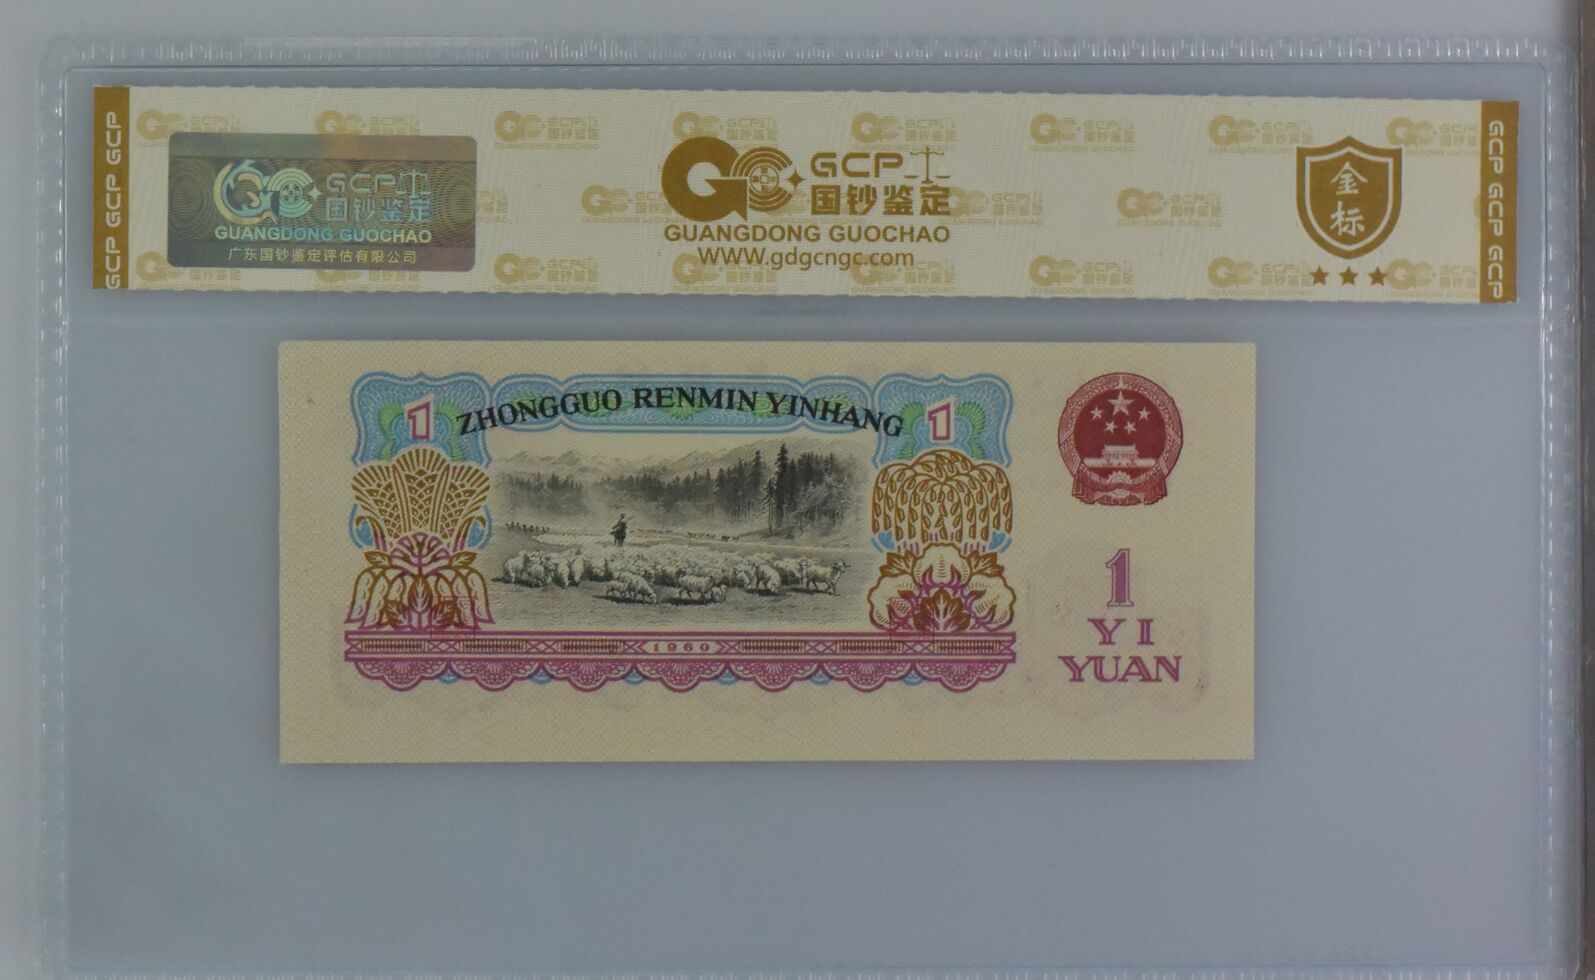 GCP GCP GCP
GCP
国钞鉴定
GUANGDONG GUOCHAO
广东国钞鉴定评估有限公司
GCP
国钞鉴定
GUANGDONG GUOCHAO
WWW.gdgcngc.com
金标
GCP GCP GCP
ZHONGGUO RENMIN YINHANG
1
1
1960
1
YI
YUAN